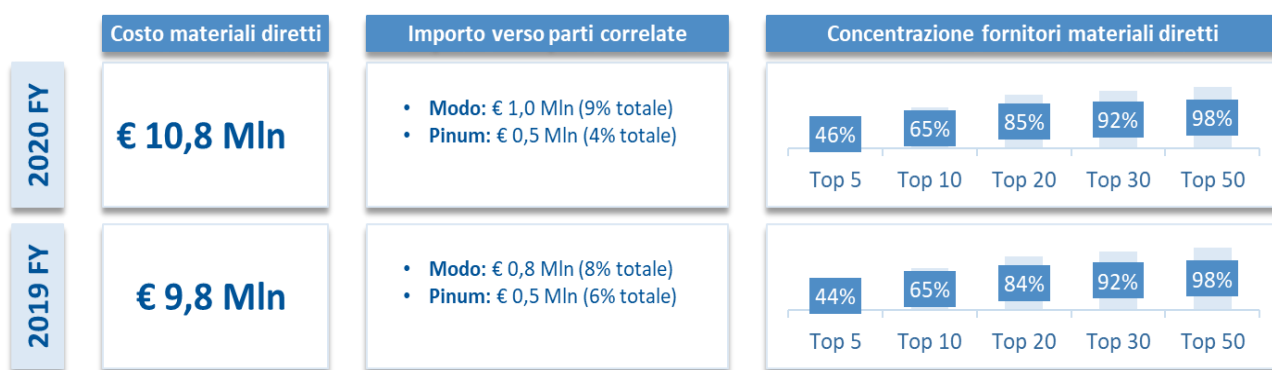 Costo materiali diretti
Importo verso parti correlate
Concentrazione fornitori materiali diretti
2020 FY
€ 10,8 Mln
• Modo: € 1,0 Mln (9% totale)
• Pinum: € 0,5 Mln (4% totale)
46% 65% 85% 92% 98%
Top 5 Top 10 Top 20 Top 30 Top 50
2019 FY
€ 9,8 Mln
• Modo: € 0,8 Mln (8% totale)
• Pinum: € 0,5 Mln (6% totale)
44% 65% 84% 92% 98%
Top 5 Top 10 Top 20 Top 30 Top 50